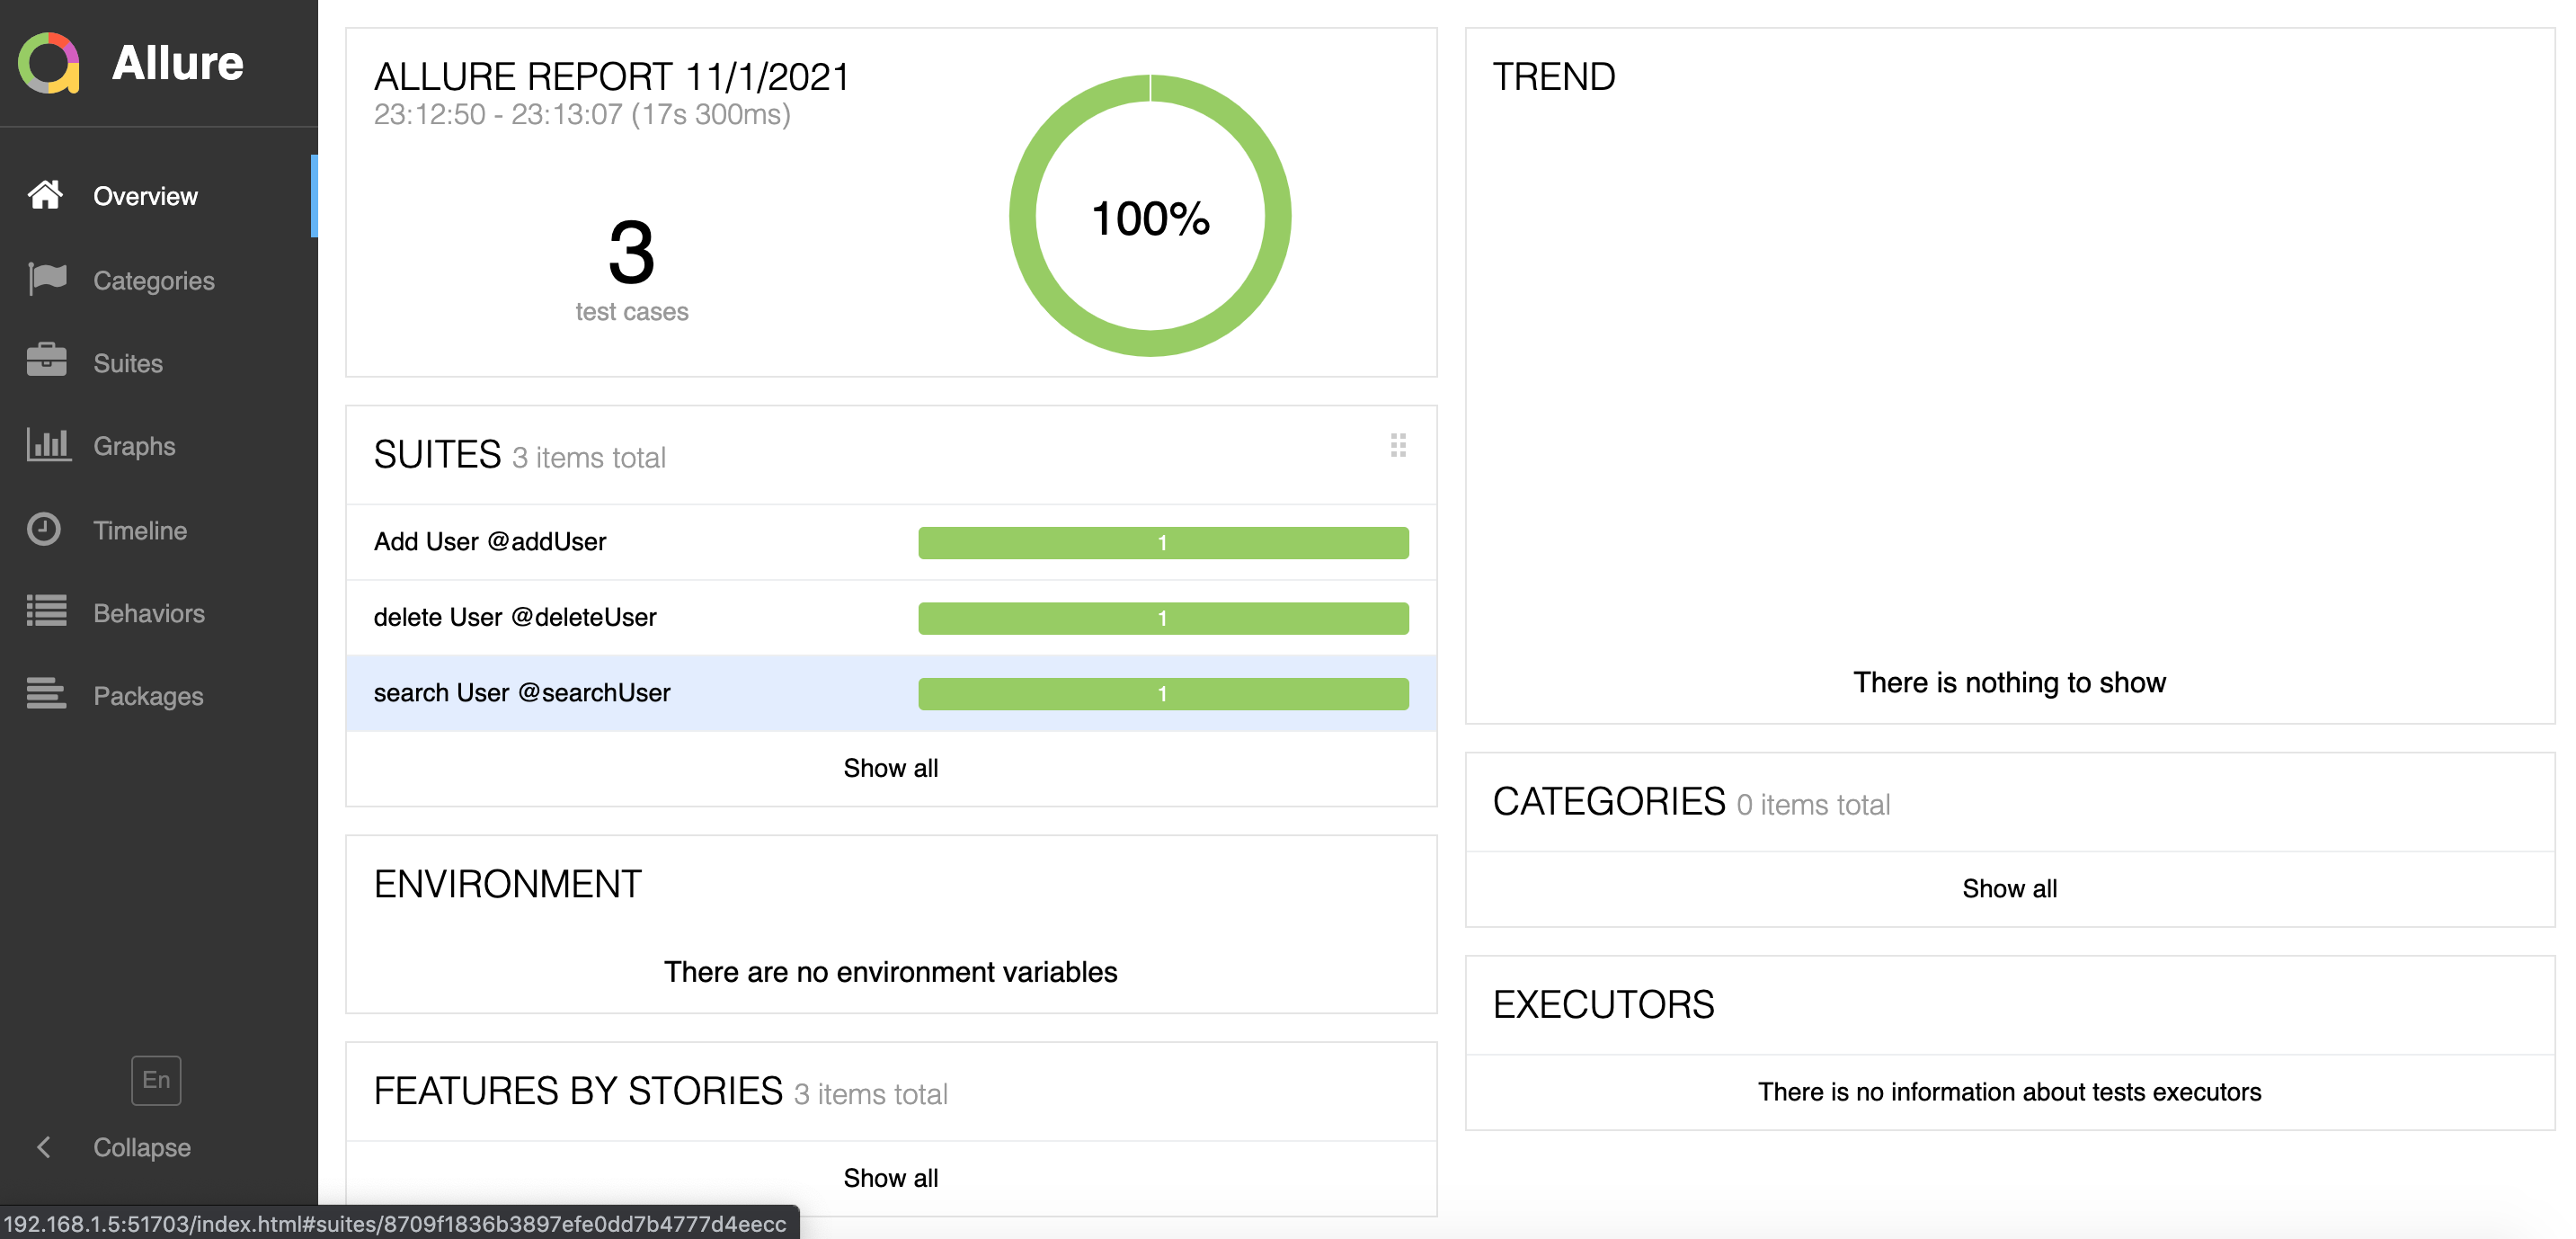 Allure
Overview
Categories
Suites
Graphs
Timeline
Behaviors
Packages
En
Collapse
ALLURE REPORT 11/1/2021
23:12:50 - 23:13:07 (17s 300ms)
3
test cases
100%
SUITES 3 items total
Add User @addUser 1
delete User @deleteUser 1
search User @searchUser 1
Show all
ENVIRONMENT
There are no environment variables
FEATURES BY STORIES 3 items total
Show all
TREND
There is nothing to show
CATEGORIES 0 items total
Show all
EXECUTORS
There is no information about tests executors
192.168.1.5:51703/index.html#suites/8709f1836b3897efe0dd7b4777d4eecc